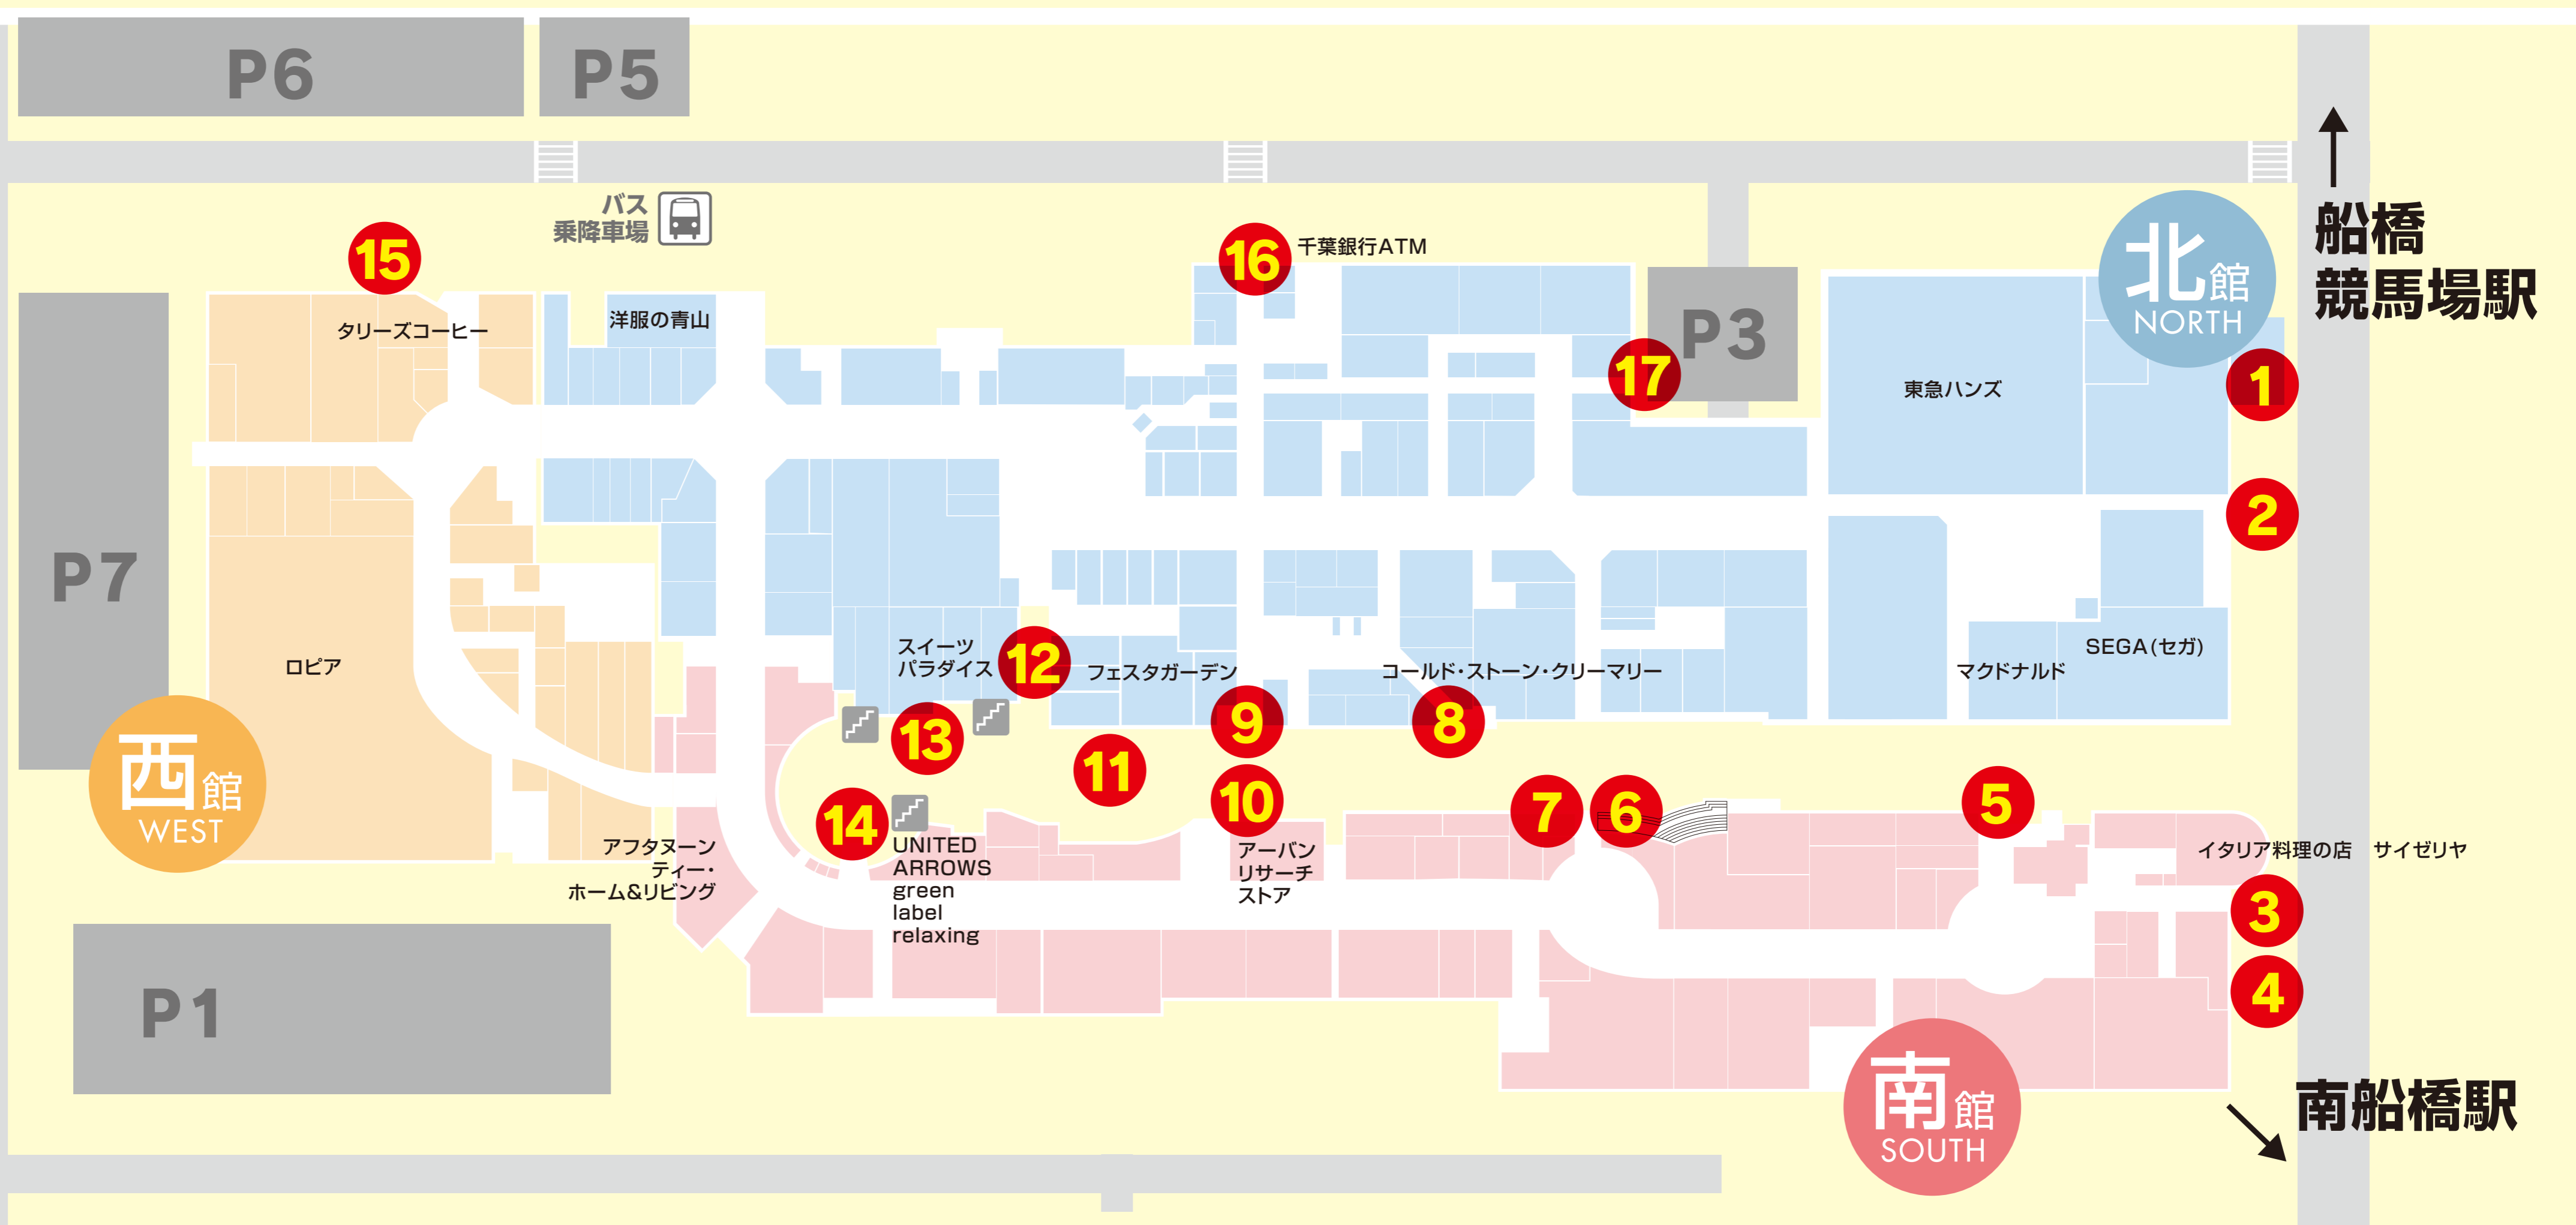 P6
P5
バス
乗降車場
15
16
千葉銀行ATM
北館
NORTH
船橋
競馬場駅
タリーズコーヒー
洋服の青山
P3
17
東急ハンズ
1
2
P7
ロピア
スイーツ
パラダイス
12
フェスタガーデン
コールド・ストーン・クリーマリー
マクドナルド
SEGA(セガ)
西館
WEST
13
11
9
8
10
7
6
5
14
アフタヌーン
ティー・
ホーム&リビング
UNITED
ARROWS
green
label
relaxing
アーバン
リサーチ
ストア
イタリア料理の店　サイゼリヤ
3
4
P1
南館
SOUTH
南船橋駅